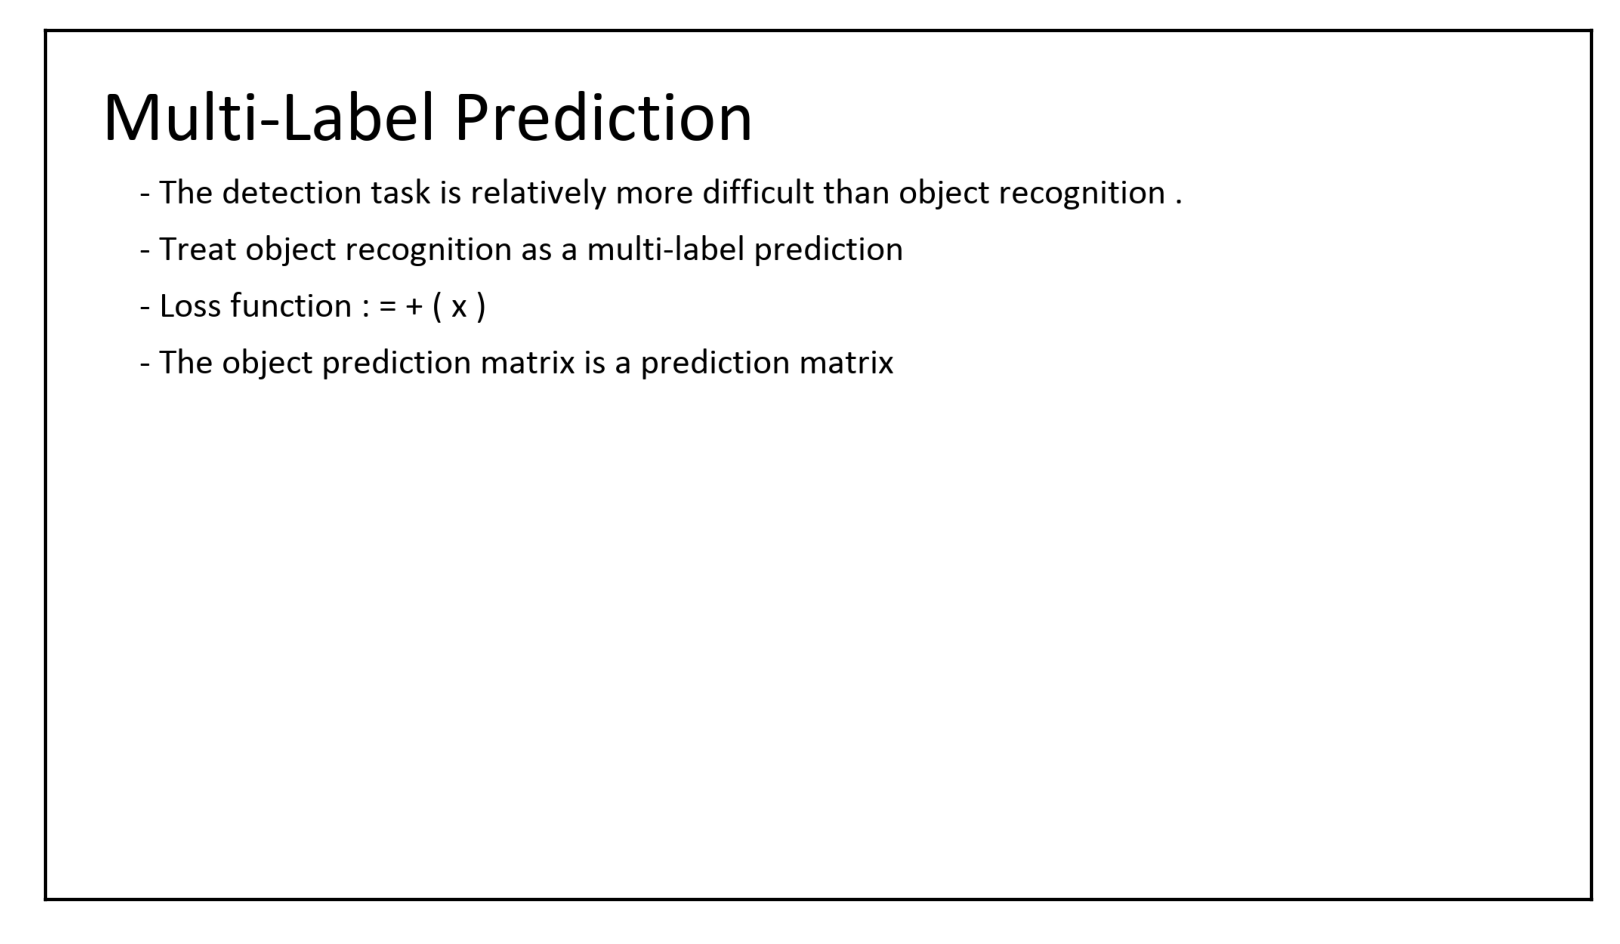 Multi-Label Prediction
- The detection task is relatively more difficult than object recognition .
- Treat object recognition as a multi-label prediction
- Loss function : = + ( x )
- The object prediction matrix is a prediction matrix